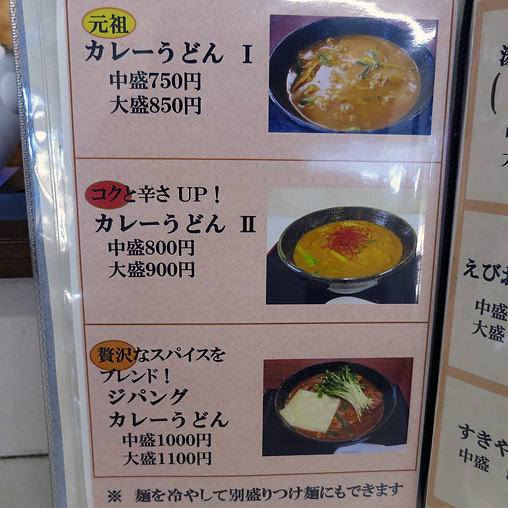 元祖
カレーうどん Ⅰ
中盛750円
大盛850円
コクと辛さ UP！
カレーうどん Ⅱ
中盛800円
大盛900円
贅沢なスパイスを
ブレンド！
ジパング
カレーうどん
中盛1000円
大盛1100円
※ 麺を冷やして別盛りつけ麺にもできます
えびお
中盛
大盛
すきや
中盛